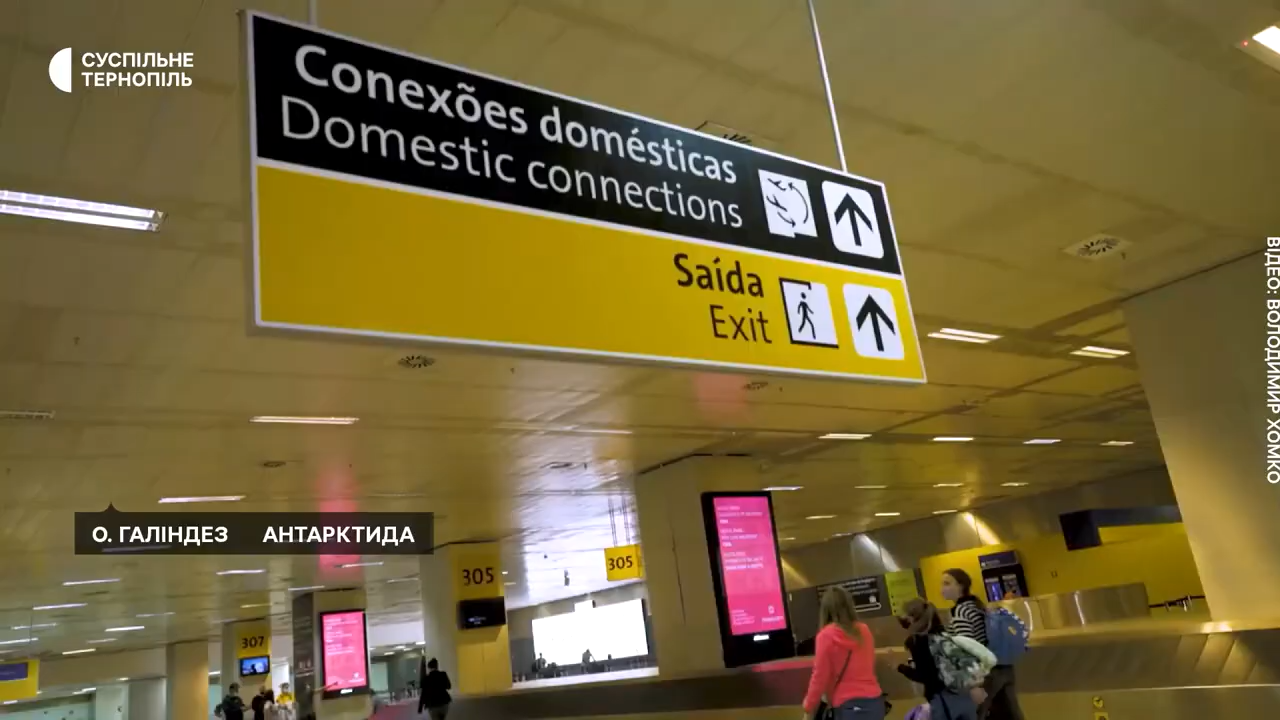 СУСПІЛЬНЕ
ТЕРНОПІЛЬ
Conexões domésticas
Domestic connections
Saída
Exit
ВІДЕО: ВОЛОДИМИР ХОМКО
О. ГАЛІНДЕЗ АНТАРКТИДА
305
305
307